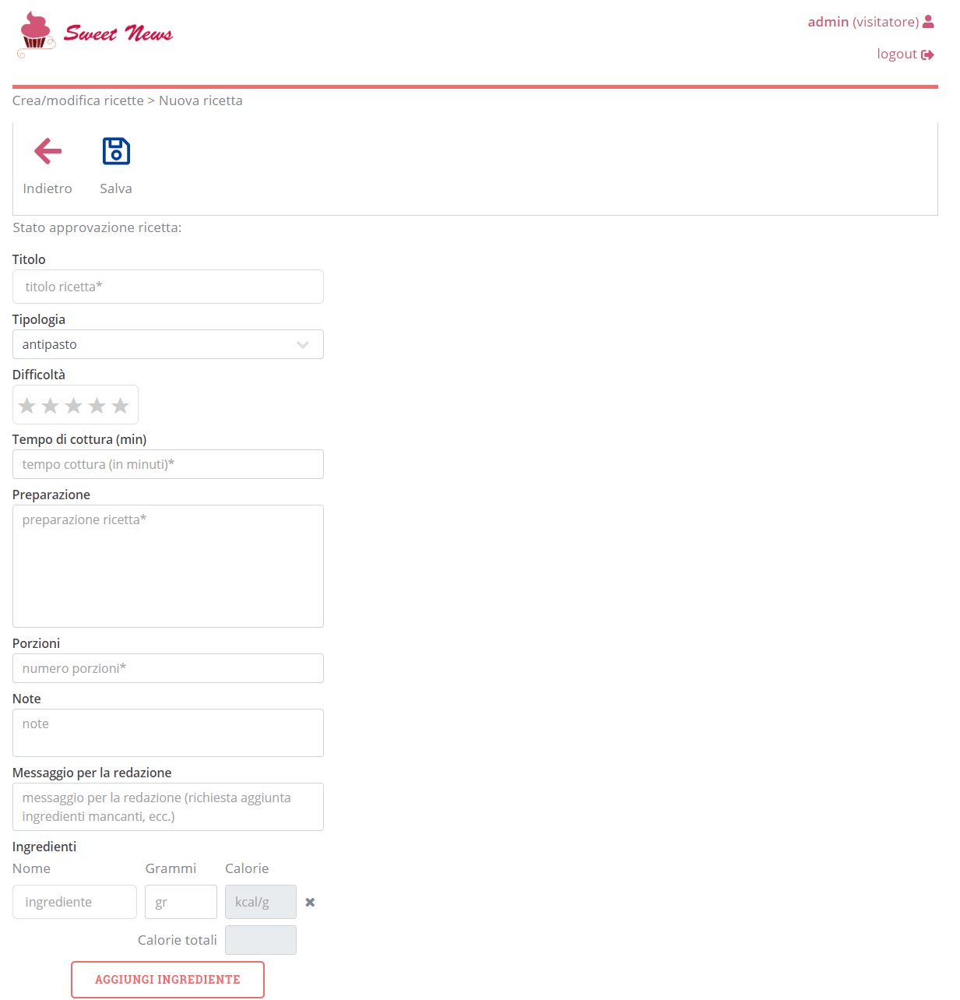 Sweet News
admin (visitatore)
logout
Crea/modifica ricette > Nuova ricetta
Indietro
Salva
Stato approvazione ricetta:
Titolo
titolo ricetta*
Tipologia
antipasto
Difficoltà
Tempo di cottura (min)
tempo cottura (in minuti)*
Preparazione
preparazione ricetta*
Porzioni
numero porzioni*
Note
note
Messaggio per la redazione
messaggio per la redazione (richiesta aggiunta
ingredienti mancanti, ecc.)
Ingredienti
Nome Grammi Calorie
ingrediente gr kcal/g
Calorie totali
AGGIUNGI INGREDIENTE